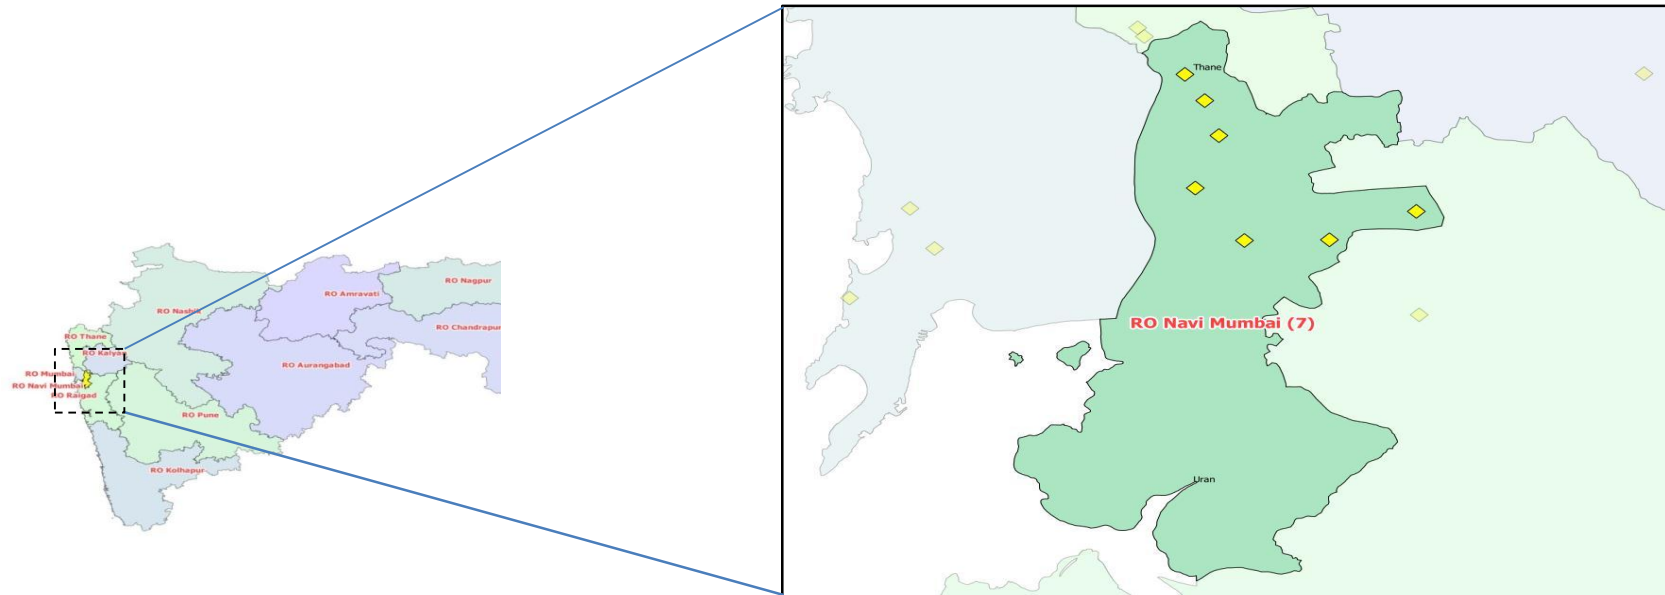 RO Nagpur
RO Amravati
RO Nashik
RO Chandrapur
RO Thane
RO Kalyan
RO Aurangabad
RO Mumbai
RO Navi Mumbai
RO Raigad
RO Pune
RO Kolhapur
Thane
RO Navi Mumbai (7)
Uran